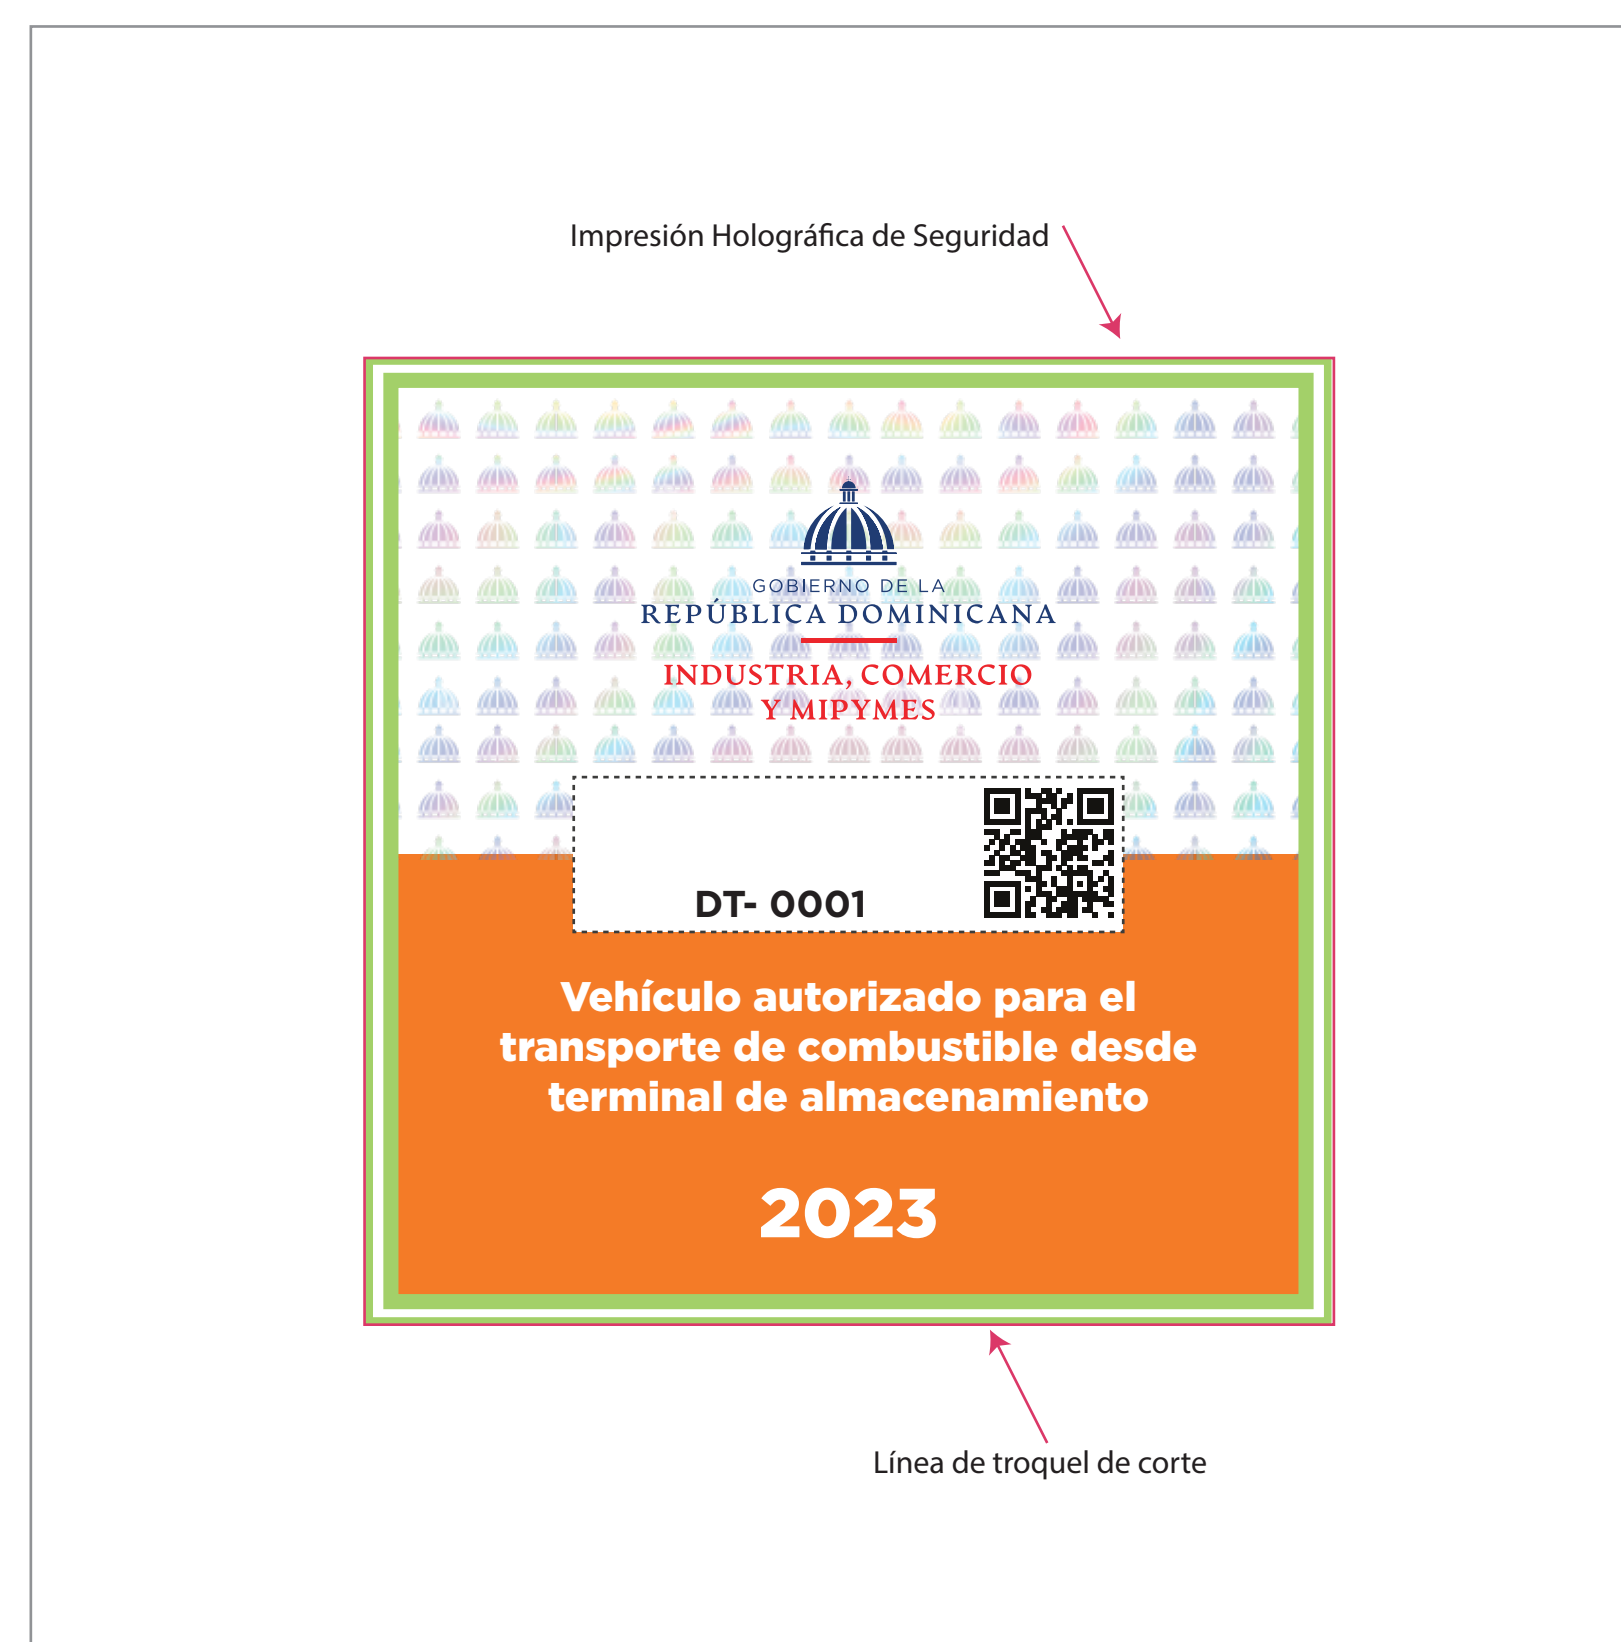 Impresión Holográfica de Seguridad
GOBIERNO DE LA
REPÚBLICA DOMINICANA
INDUSTRIA, COMERCIO
Y MIPYMES
DT- 0001
Vehículo autorizado para el
transporte de combustible desde
terminal de almacenamiento
2023
Línea de troquel de corte